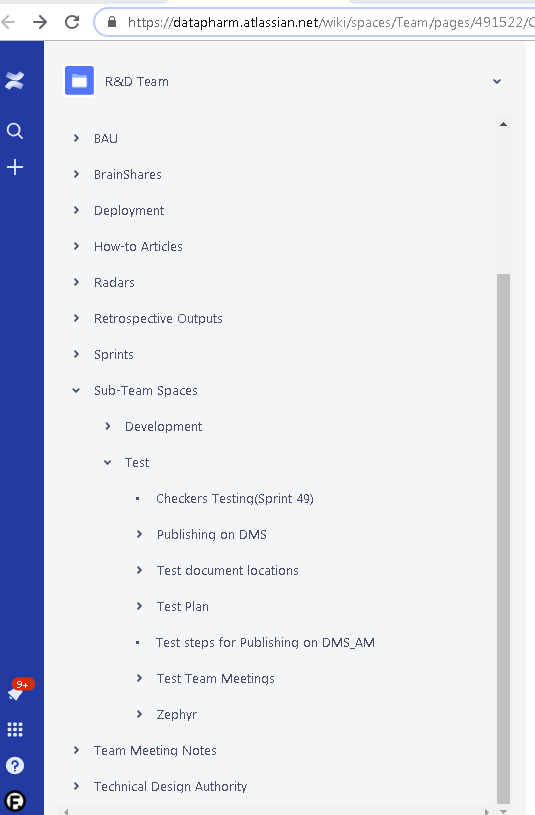 https://datapharm.atlassian.net/wiki/spaces/Team/pages/491522/
R&D Team
BAU
BrainShares
Deployment
How-to Articles
Radars
Retrospective Outputs
Sprints
Sub-Team Spaces
Development
Test
Checkers Testing(Sprint 49)
Publishing on DMS
Test document locations
Test Plan
Test steps for Publishing on DMS_AM
Test Team Meetings
9+
Zephyr
?
Team Meeting Notes
Technical Design Authority
F